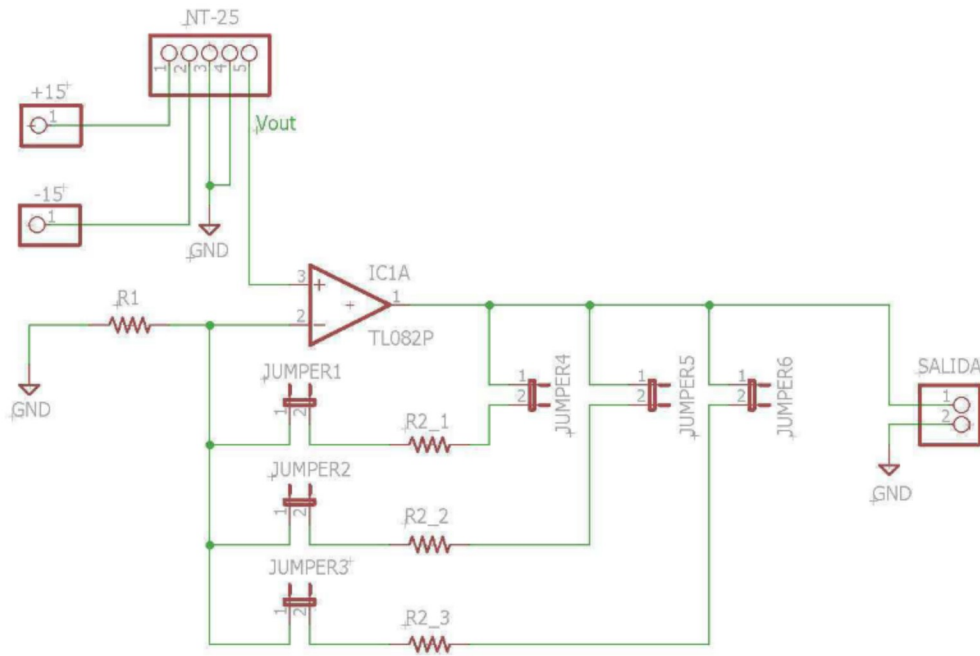 NT-25
1 2 3 4 5
+15
1
Vout
-15
1
GND
IC1A
3
1
2
TL082P
R1
GND
JUMPER1
1 2
R2_1
JUMPER4
1
2
JUMPER5
1
2
JUMPER6
1
2
SALIDA
1
2
GND
JUMPER2
1 2
R2_2
JUMPER3
1 2
R2_3